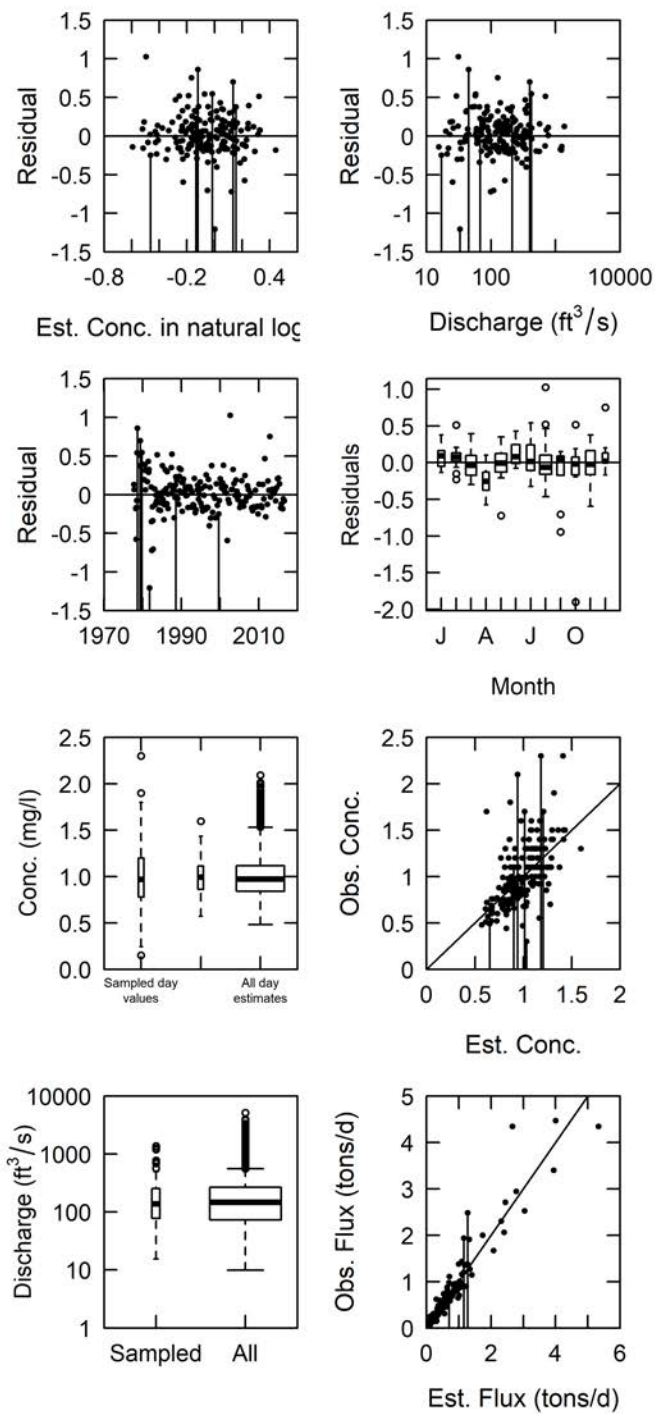 1.5
1
0.5
0
-0.5
-1
-1.5
Residual
-0.8 -0.2 0.4
Est. Conc. in natural log
1.5
1
0.5
0
-0.5
-1
-1.5
Residual
10 100 10000
Discharge (ft³/s)
1.5
1
0.5
0
-0.5
-1
-1.5
Residual
1970 1990 2010
1.0
0.5
0.0
-0.5
-1.0
-2.0
Residuals
J A J O
Month
2.5
2.0
1.5
1.0
0.5
0.0
Conc. (mg/l)
Sampled day
values
All day
estimates
2.5
2
1.5
1
0.5
0
Obs. Conc.
0 0.5 1 1.5 2
Est. Conc.
10000
1000
100
10
1
Discharge (ft³/s)
Sampled All
5
4
3
2
1
0
Obs. Flux (tons/d)
0 2 4 6
Est. Flux (tons/d)